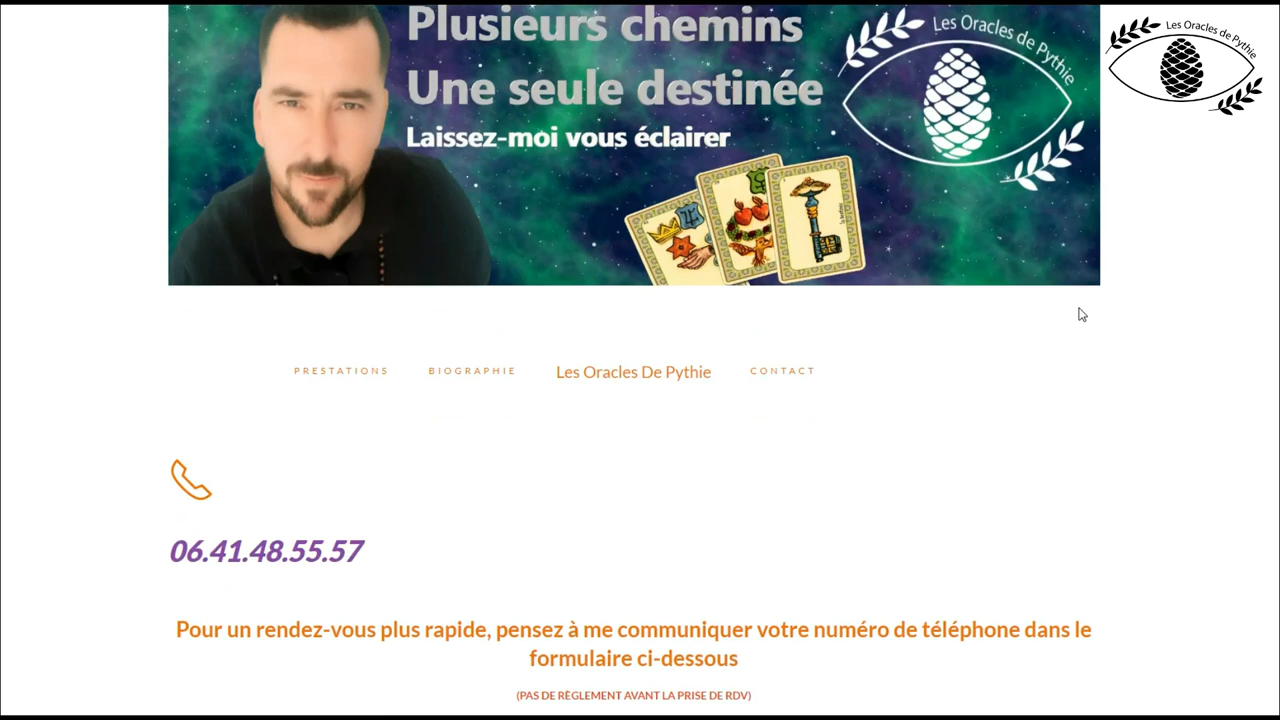 Plusieurs chemins
Une seule destinée
Laissez-moi vous éclairer
Les Oracles de Pythie
Les Oracles de Pythie
PRESTATIONS
BIOGRAPHIE
Les Oracles De Pythie
CONTACT
06.41.48.55.57
Pour un rendez-vous plus rapide, pensez à me communiquer votre numéro de téléphone dans le
formulaire ci-dessous
(PAS DE RÈGLEMENT AVANT LA PRISE DE RDV)